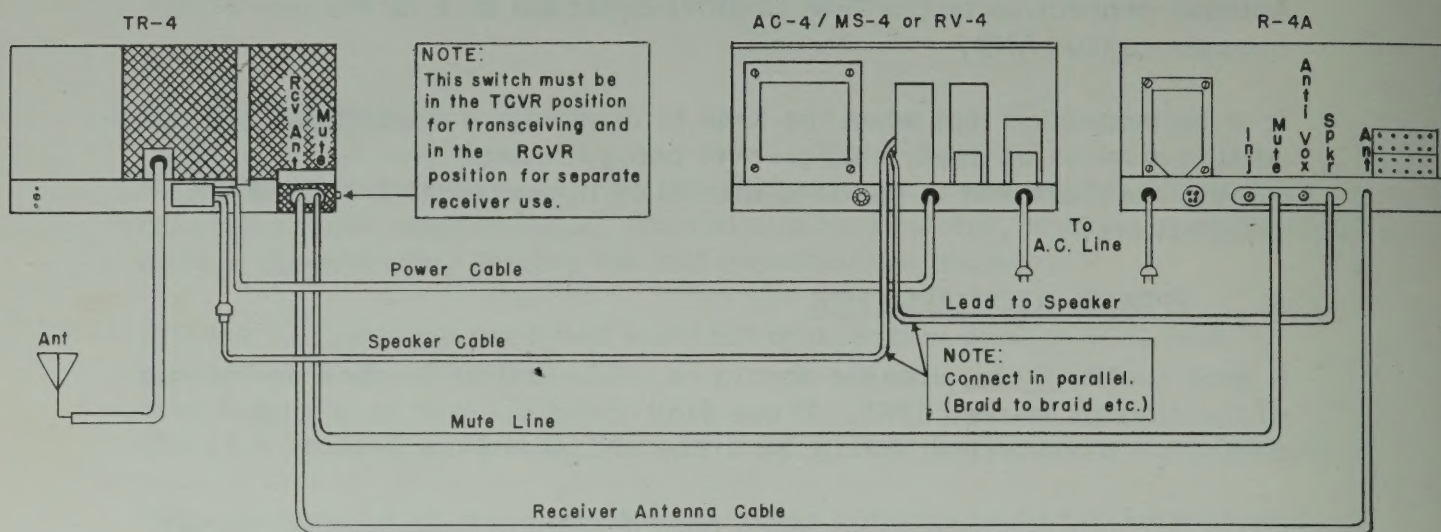 TR-4
AC-4 / MS-4 or RV-4
R-4A
Rcv Ant
Mute
NOTE:
This switch must be
in the TCVR position
for transceiving and
in the RCVR
position for separate
receiver use.
Inj
Mute
Anti Vox
Spkr
Ant
To
A.C. Line
Power Cable
Lead to Speaker
Ant
Speaker Cable
NOTE:
Connect in parallel.
(Braid to braid etc.)
Mute Line
Receiver Antenna Cable